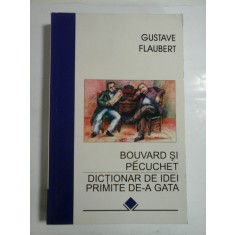 GUSTAVE
FLAUBERT
BOUVARD ȘI
PÉCUCHET
DICȚIONAR DE IDEI
PRIMITE DE-A GATA